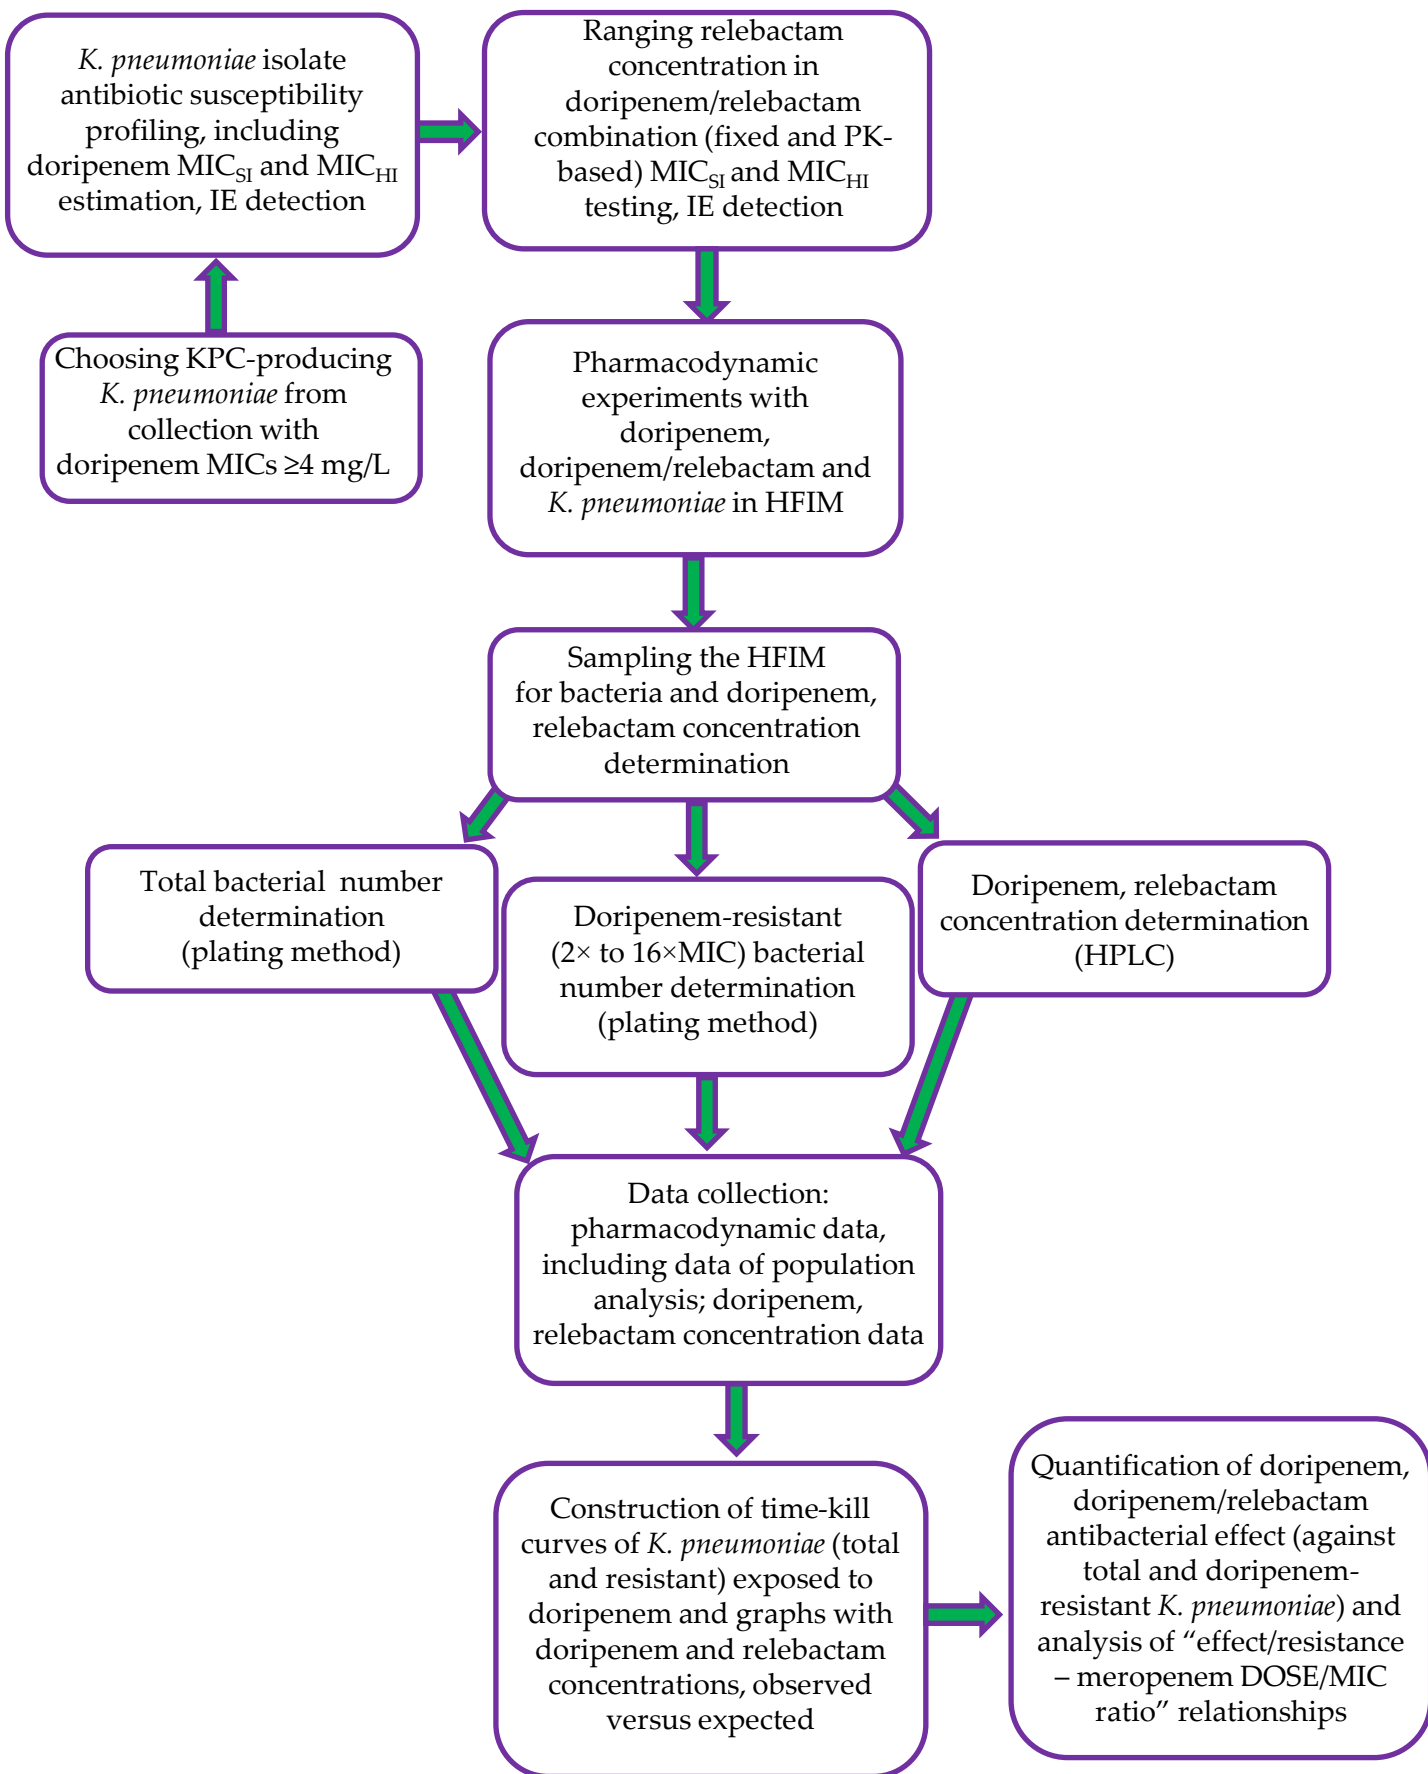 K. pneumoniae isolate
antibiotic susceptibility
profiling, including
doripenem MICSI and MICHI
estimation, IE detection
Ranging relebactam
concentration in
doripenem/relebactam
combination (fixed and PK-
based) MICSI and MICHI
testing, IE detection
Choosing KPC-producing
K. pneumoniae from
collection with
doripenem MICs ≥4 mg/L
Pharmacodynamic
experiments with
doripenem,
doripenem/relebactam and
K. pneumoniae in HFIM
Sampling the HFIM
for bacteria and doripenem,
relebactam concentration
determination
Total bacterial number
determination
(plating method)
Doripenem-resistant
(2× to 16×MIC) bacterial
number determination
(plating method)
Doripenem, relebactam
concentration determination
(HPLC)
Data collection:
pharmacodynamic data,
including data of population
analysis; doripenem,
relebactam concentration data
Construction of time-kill
curves of K. pneumoniae (total
and resistant) exposed to
doripenem and graphs with
doripenem and relebactam
concentrations, observed
versus expected
Quantification of doripenem,
doripenem/relebactam
antibacterial effect (against
total and doripenem-
resistant K. pneumoniae) and
analysis of “effect/resistance
– meropenem DOSE/MIC
ratio” relationships